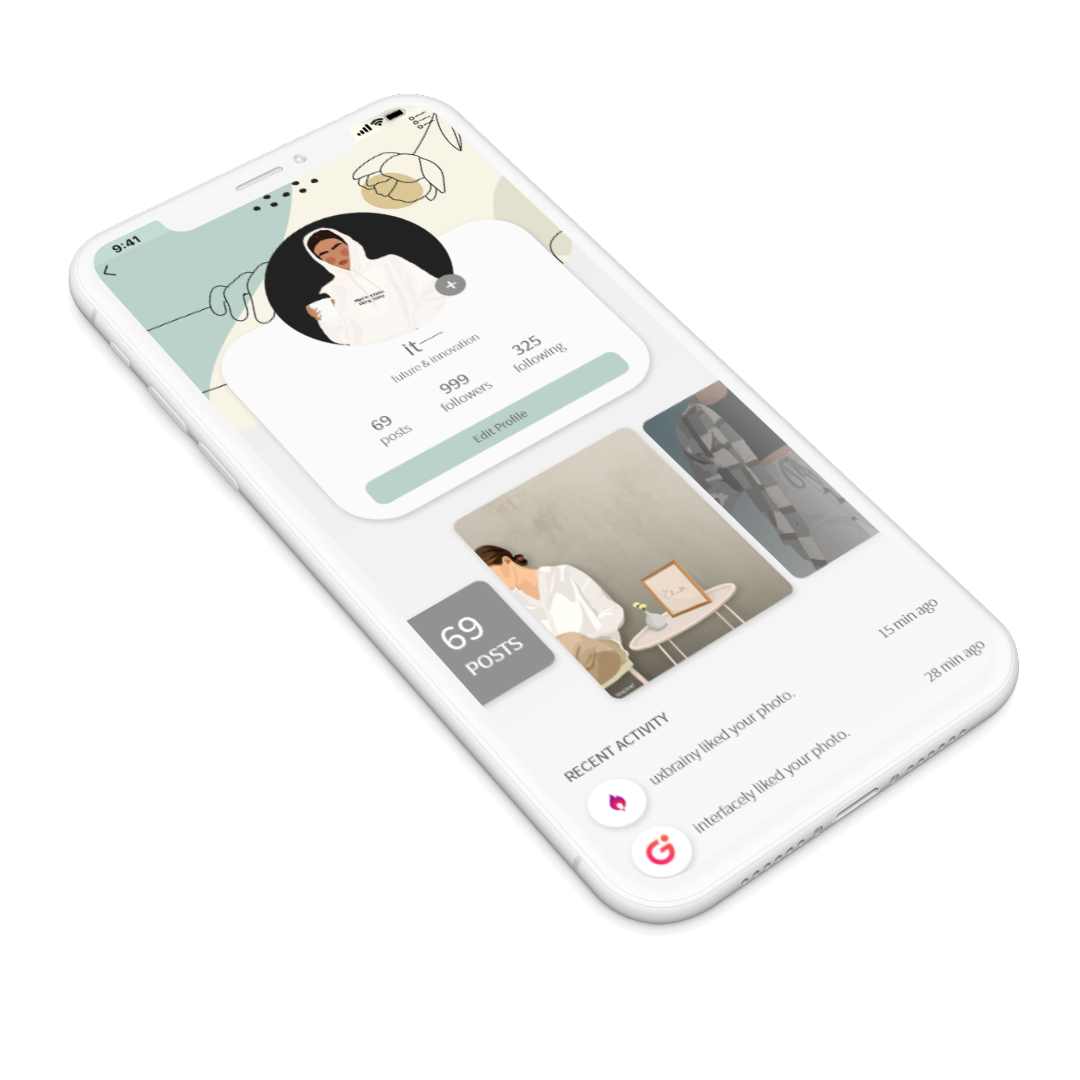 9:41
it—
future & innovation
69
posts
999
followers
325
following
Edit Profile
69
POSTS
RECENT ACTIVITY
uxbrainy liked your photo.
15 min ago
interfacely liked your photo.
28 min ago